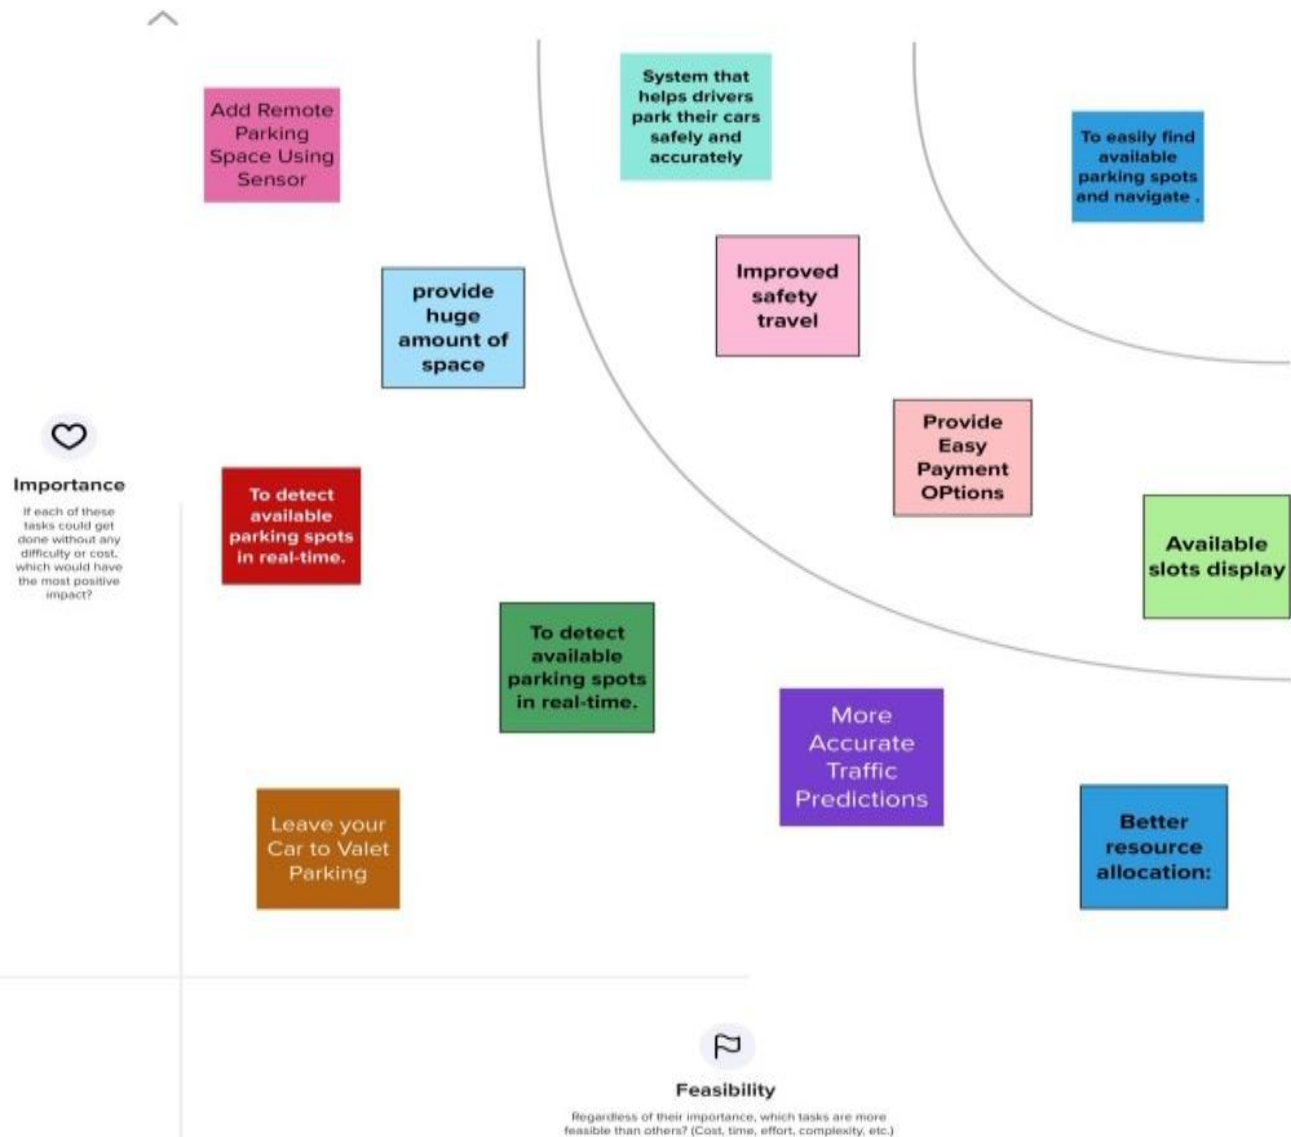 Add Remote
Parking
Space Using
Sensor
System that
helps drivers
park their cars
safely and
accurately
To easily find
available
parking spots
and navigate .
provide
huge
amount of
space
Improved
safety
travel
Provide
Easy
Payment
OPtions
Importance
If each of these
tasks could get
done without any
difficulty or cost,
which would have
the most positive
impact?
To detect
available
parking spots
in real-time.
Available
slots display
To detect
available
parking spots
in real-time.
More
Accurate
Traffic
Predictions
Leave your
Car to Valet
Parking
Better
resource
allocation:
Feasibility
Regardless of their importance, which tasks are more
feasible than others? (Cost, time, effort, complexity, etc.)